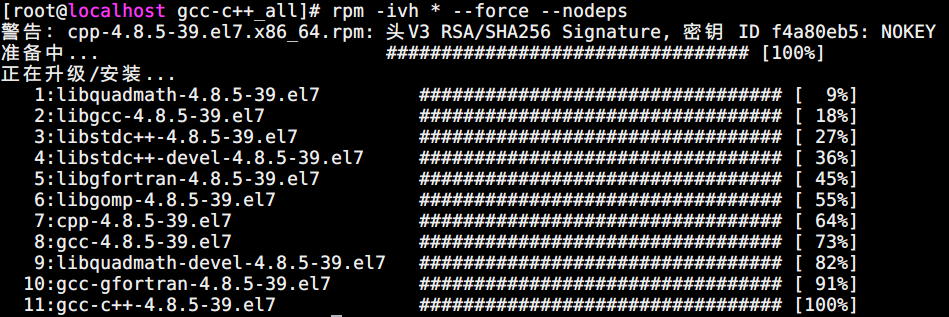 [root@localhost gcc-c++_all]# rpm -ivh * --force --nodeps
警告：cpp-4.8.5-39.el7.x86_64.rpm: 头V3 RSA/SHA256 Signature, 密钥 ID f4a80eb5: NOKEY
准备中... ################################# [100%]
正在升级/安装...
1:libquadmath-4.8.5-39.el7 ################################# [ 9%]
2:libgcc-4.8.5-39.el7 ################################# [ 18%]
3:libstdc++-4.8.5-39.el7 ################################# [ 27%]
4:libstdc++-devel-4.8.5-39.el7 ################################# [ 36%]
5:libgfortran-4.8.5-39.el7 ################################# [ 45%]
6:libgomp-4.8.5-39.el7 ################################# [ 55%]
7:cpp-4.8.5-39.el7 ################################# [ 64%]
8:gcc-4.8.5-39.el7 ################################# [ 73%]
9:libquadmath-devel-4.8.5-39.el7 ################################# [ 82%]
10:gcc-gfortran-4.8.5-39.el7 ################################# [ 91%]
11:gcc-c++-4.8.5-39.el7 ################################# [100%]